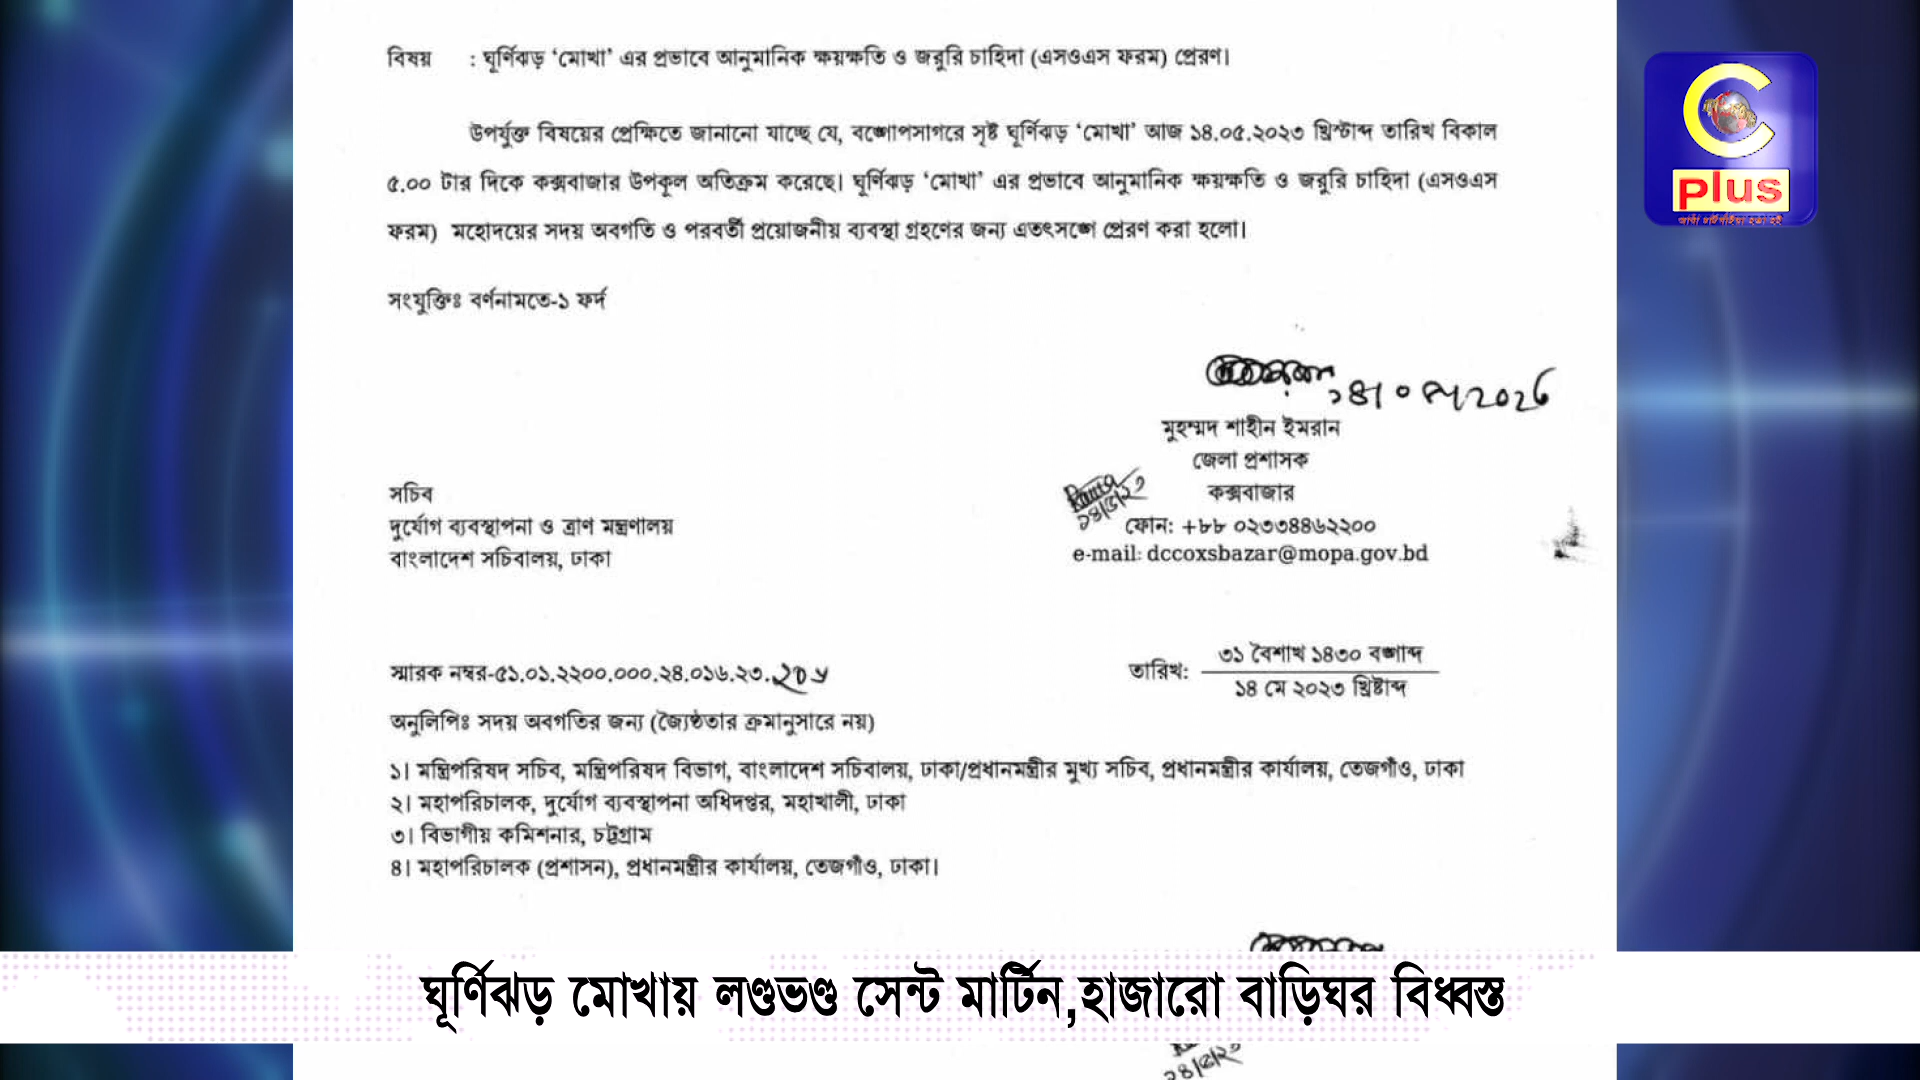 বিষয় : ঘূর্ণিঝড় ‘মোখা’ এর প্রভাবে আনুমানিক ক্ষয়ক্ষতি ও জরুরি চাহিদা (এসওএস ফরম) প্রেরণ।
উপর্যুক্ত বিষয়ের প্রেক্ষিতে জানানো যাচ্ছে যে, বঙ্গোপসাগরে সৃষ্ট ঘূর্ণিঝড় ‘মোখা’ আজ ১৪.০৫.২০২৩ খ্রিস্টাব্দ তারিখ বিকাল
৫.০০ টার দিকে কক্সবাজার উপকূল অতিক্রম করেছে। ঘূর্ণিঝড় ‘মোখা’ এর প্রভাবে আনুমানিক ক্ষয়ক্ষতি ও জরুরি চাহিদা (এসওএস
ফরম) মহোদয়ের সদয় অবগতি ও পরবর্তী প্রয়োজনীয় ব্যবস্থা গ্রহণের জন্য এতৎসঙ্গে প্রেরণ করা হলো।
সংযুক্তিঃ বর্ণনামতে-১ ফর্দ
মুহম্মদ শাহীন ইমরান
জেলা প্রশাসক
কক্সবাজার
ফোন: +৮৮ ০২৩৩৪৪৬২২০০
e-mail: dccoxsbazar@mopa.gov.bd
সচিব
দুর্যোগ ব্যবস্থাপনা ও ত্রাণ মন্ত্রণালয়
বাংলাদেশ সচিবালয়, ঢাকা
স্মারক নম্বর-৫১.০১.২২০০.০০০.২৪.০১৬.২৩.
তারিখ: ৩১ বৈশাখ ১৪৩০ বঙ্গাব্দ
১৪ মে ২০২৩ খ্রিষ্টাব্দ
অনুলিপিঃ সদয় অবগতির জন্য (জ্যৈষ্ঠতার ক্রমানুসারে নয়)
১। মন্ত্রিপরিষদ সচিব, মন্ত্রিপরিষদ বিভাগ, বাংলাদেশ সচিবালয়, ঢাকা/প্রধানমন্ত্রীর মুখ্য সচিব, প্রধানমন্ত্রীর কার্যালয়, তেজগাঁও, ঢাকা
২। মহাপরিচালক, দুর্যোগ ব্যবস্থাপনা অধিদপ্তর, মহাখালী, ঢাকা
৩। বিভাগীয় কমিশনার, চট্টগ্রাম
৪। মহাপরিচালক (প্রশাসন), প্রধানমন্ত্রীর কার্যালয়, তেজগাঁও, ঢাকা।
ঘূর্ণিঝড় মোখায় লণ্ডভণ্ড সেন্ট মার্টিন,হাজারো বাড়িঘর বিধ্বস্ত
C
plus